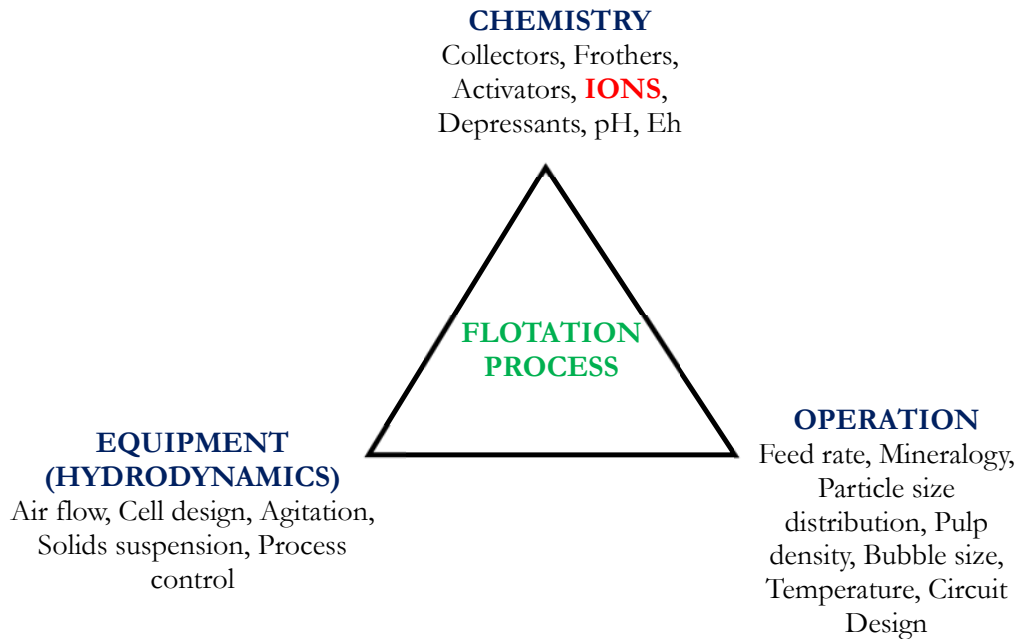 CHEMISTRY
Collectors, Frothers,
Activators, IONS,
Depressants, pH, Eh
FLOTATION
PROCESS
EQUIPMENT
(HYDRODYNAMICS)
Air flow, Cell design, Agitation,
Solids suspension, Process
control
OPERATION
Feed rate, Mineralogy,
Particle size
distribution, Pulp
density, Bubble size,
Temperature, Circuit
Design